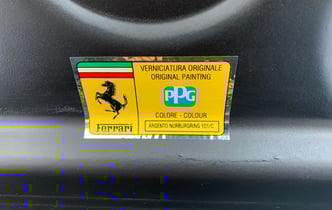 VERNICIATURA ORIGINALE
ORIGINAL PAINTING
PPG
COLORE - COLOUR
Ferrari
ARGENTO NURBURGRING 101/C